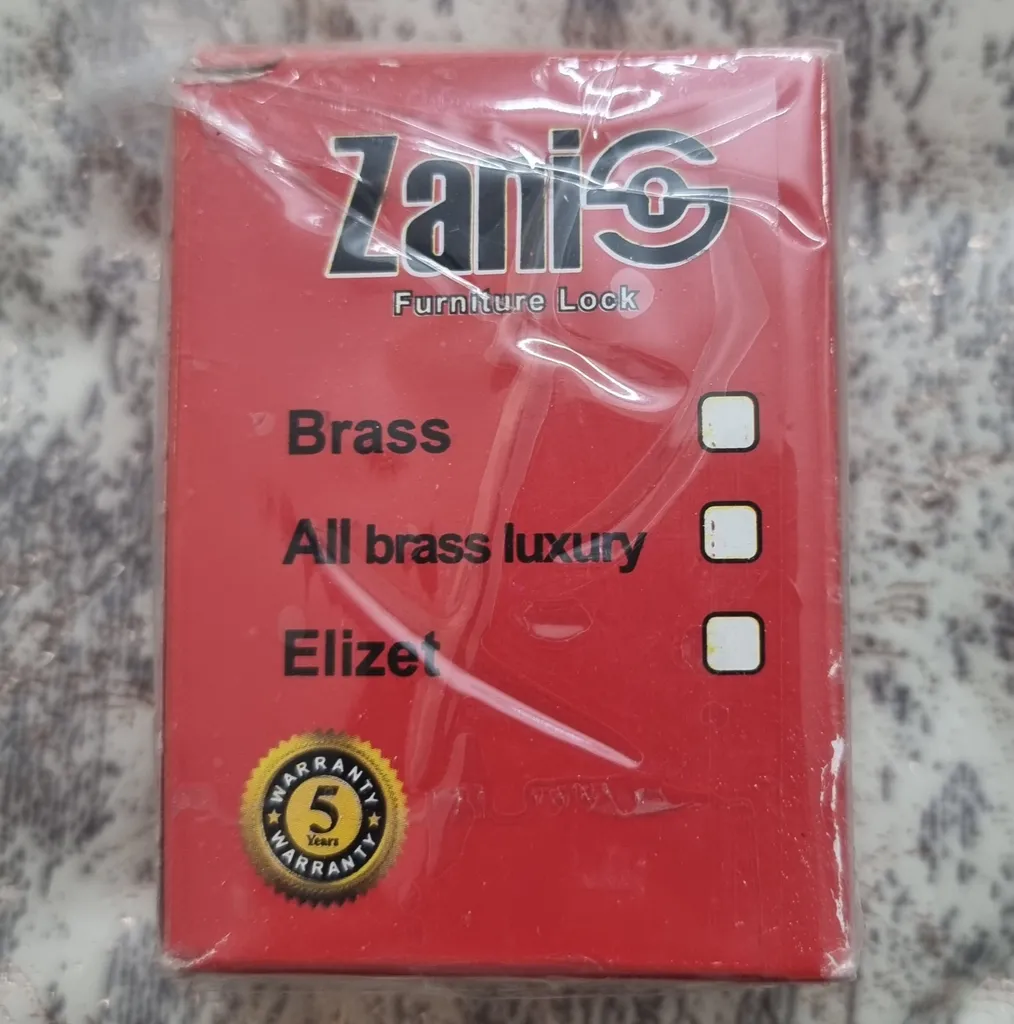 Zani
Furniture Lock
Brass
All brass luxury
Elizet
WARRANTY
5
Years
WARRANTY